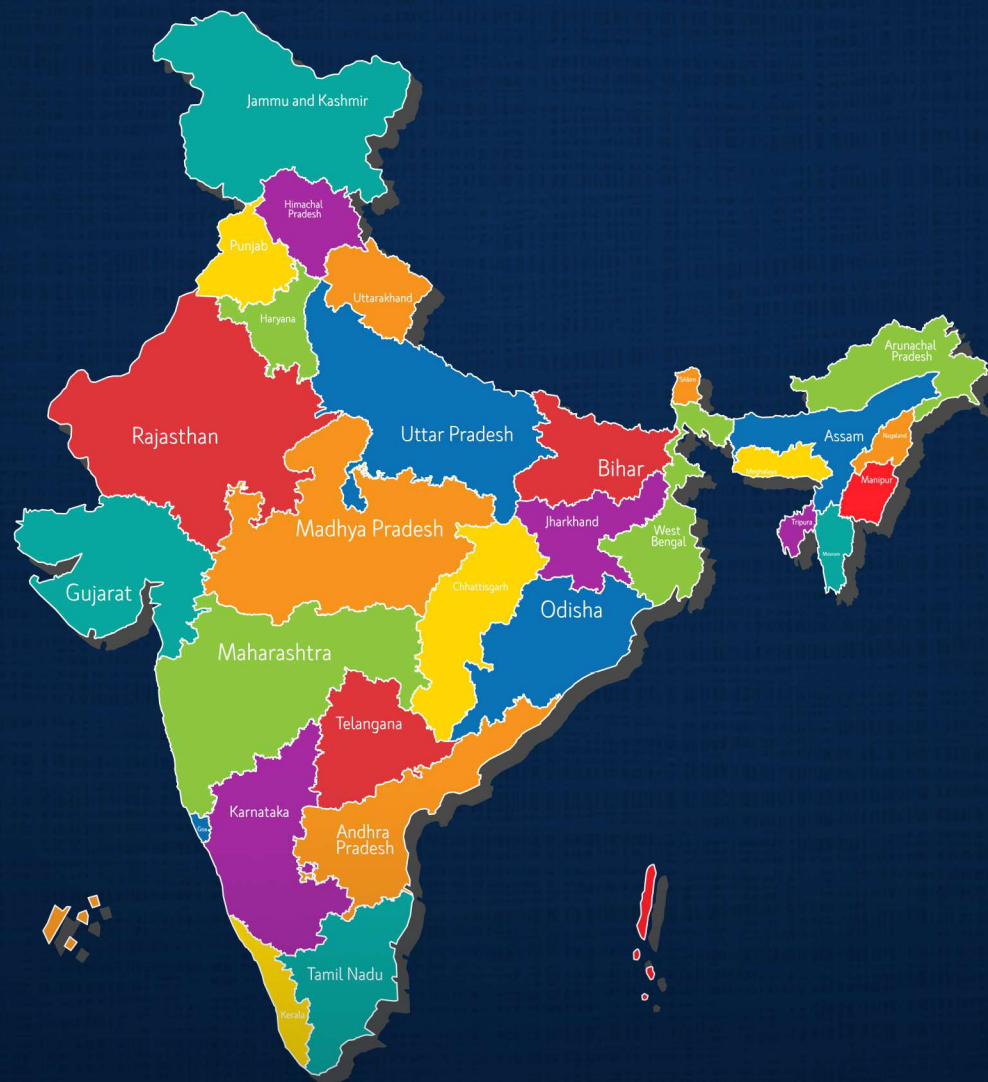 Jammu and Kashmir
Himachal
Pradesh
Punjab
Uttarakhand
Haryana
Arunachal
Pradesh
Sikkim
Rajasthan
Uttar Pradesh
Assam
Nagaland
Bihar
Meghalaya
Manipur
Madhya Pradesh
Jharkhand
Tripura
West
Bengal
Mizoram
Gujarat
Chhattisgarh
Odisha
Maharashtra
Telangana
Karnataka
Goa
Andhra
Pradesh
Tamil Nadu
Kerala